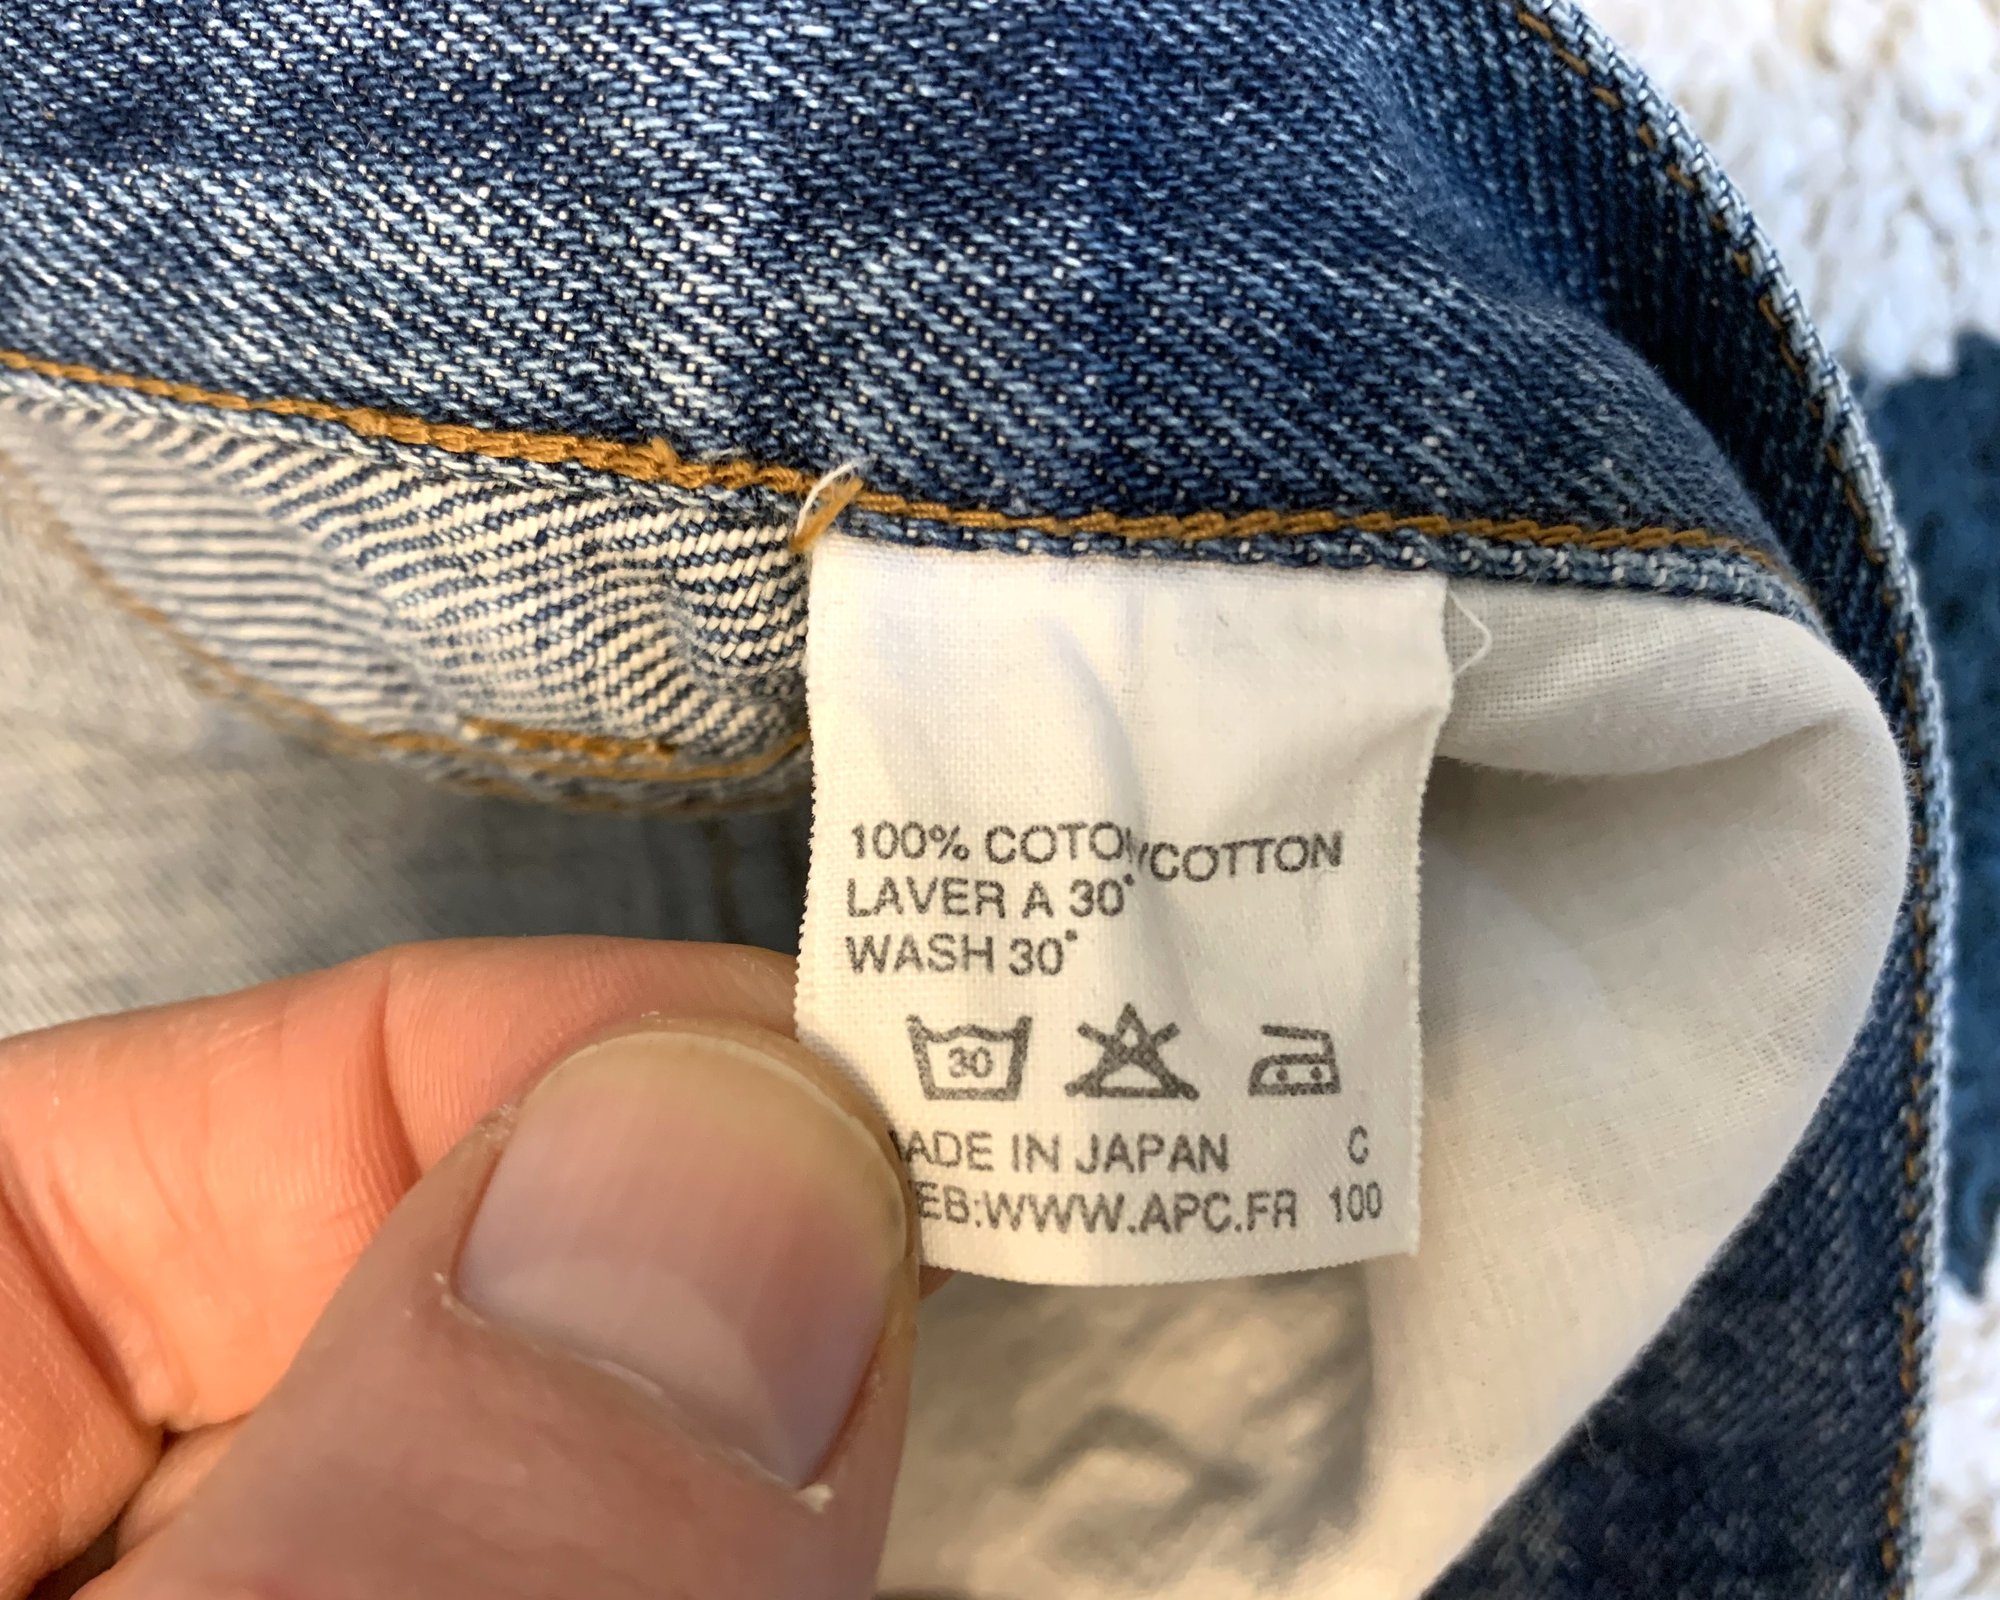 100% COTON/COTTON
LAVER A 30°
WASH 30°
30
MADE IN JAPAN C
WEB:WWW.APC.FR 100